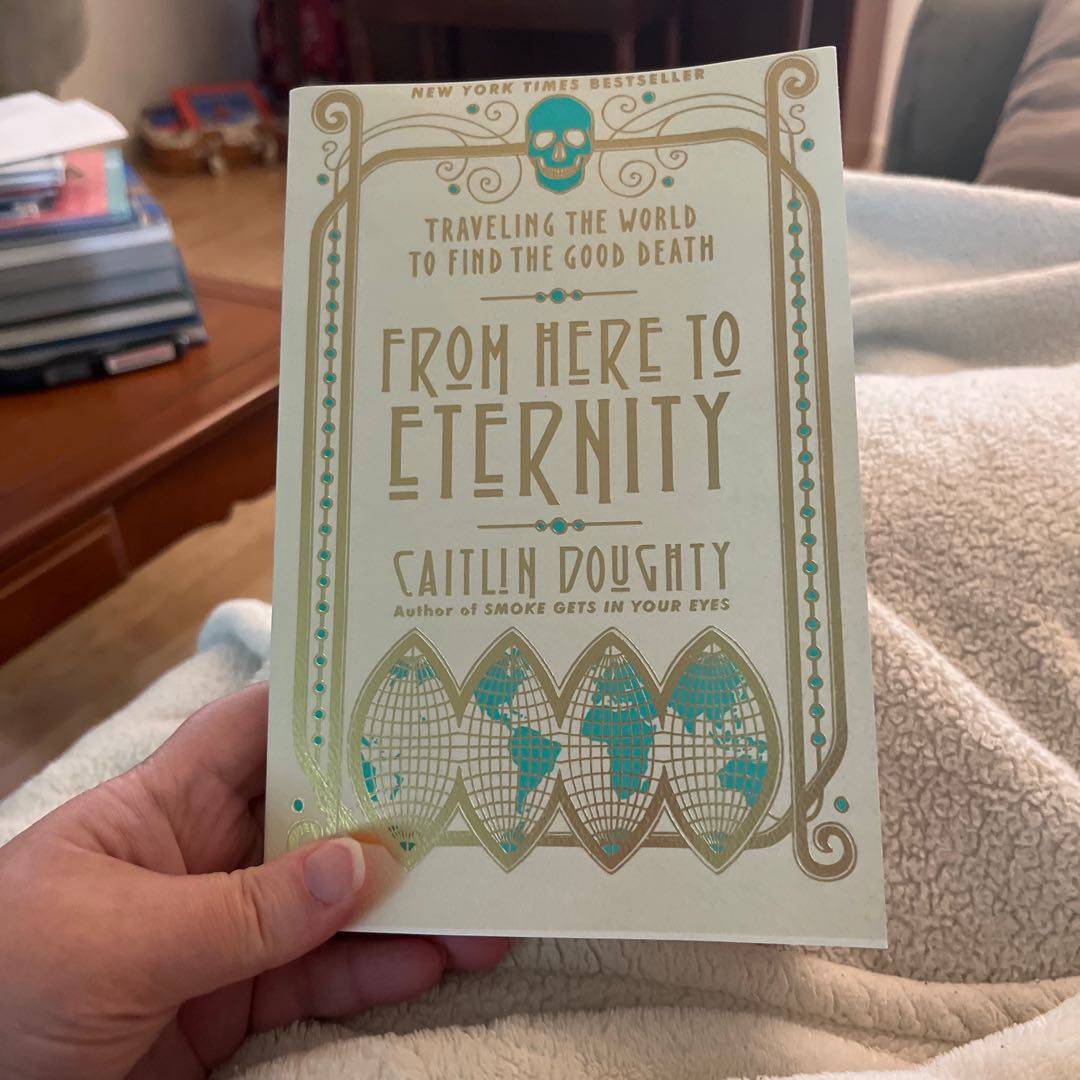 NEW YORK TIMES BESTSELLER
TRAVELING THE WORLD
TO FIND THE GOOD DEATH
FROM HERE TO
ETERNITY
CAITLIN DOUGHTY
Author of SMOKE GETS IN YOUR EYES